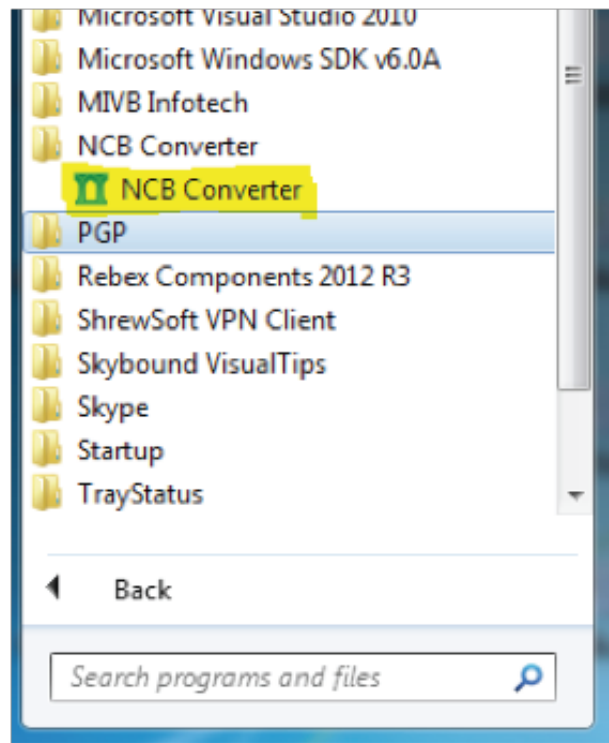 Microsoft Visual Studio 2010
Microsoft Windows SDK v6.0A
MIVB Infotech
NCB Converter
NCB Converter
PGP
Rebex Components 2012 R3
ShrewSoft VPN Client
Skybound VisualTips
Skype
Startup
TrayStatus
Back
Search programs and files